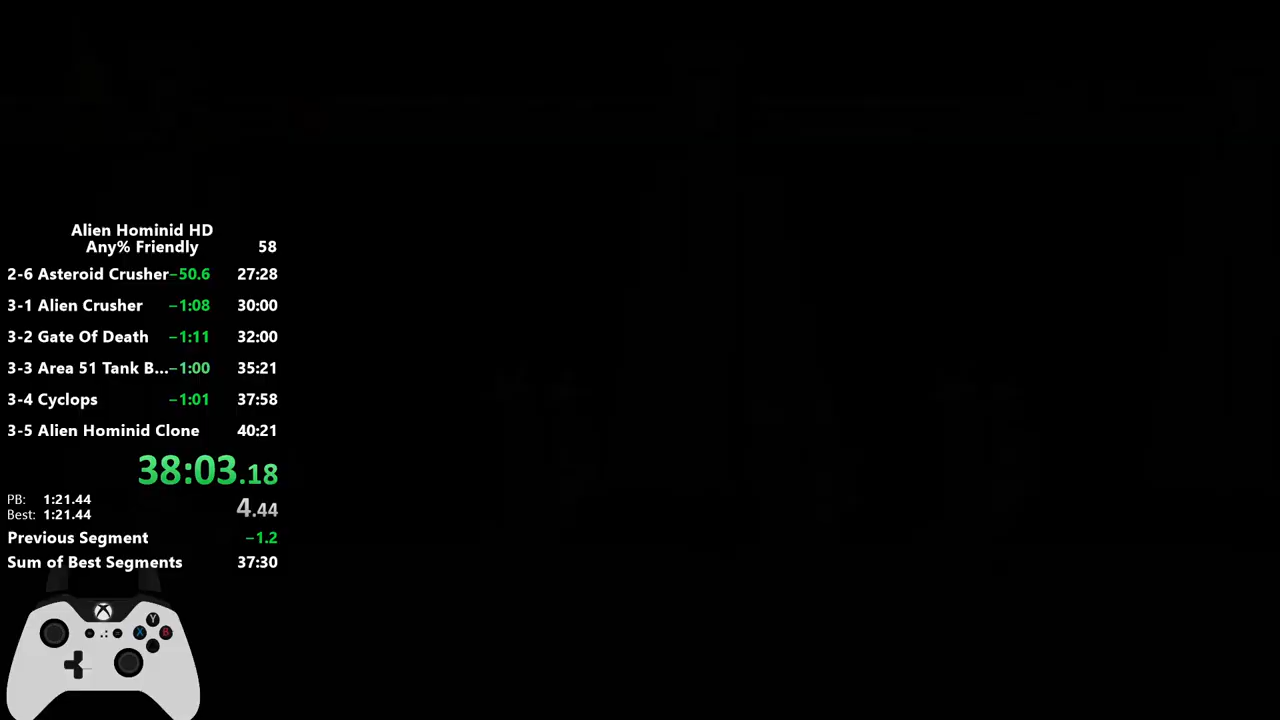 Alien Hominid HD
Any% Friendly 58
2-6 Asteroid Crusher −50.6 27:28
3-1 Alien Crusher −1:08 30:00
3-2 Gate Of Death −1:11 32:00
3-3 Area 51 Tank B... −1:00 35:21
3-4 Cyclops −1:01 37:58
3-5 Alien Hominid Clone 40:21
38:03.18
PB: 1:21.44
Best: 1:21.44
4.44
Previous Segment −1.2
Sum of Best Segments 37:30
Y
X B